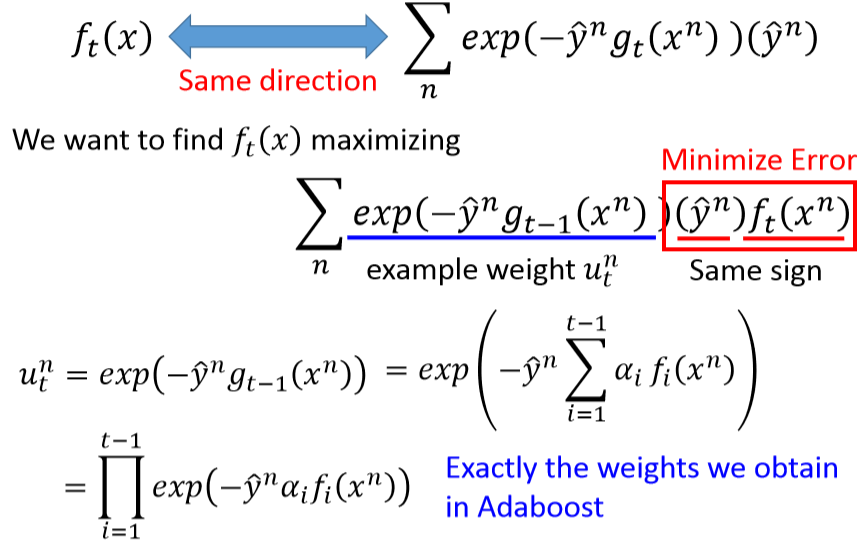 f_t(x) ⟷ ∑_n exp(−ŷ^n g_t(x^n) )(ŷ^n)
Same direction
We want to find f_t(x) maximizing
Minimize Error
∑_n exp(−ŷ^n g_{t−1}(x^n) )(ŷ^n)f_t(x^n)
example weight u_t^n
Same sign
u_t^n = exp(−ŷ^n g_{t−1}(x^n)) = exp(−ŷ^n ∑_{i=1}^{t−1} α_i f_i(x^n))
= ∏_{i=1}^{t−1} exp(−ŷ^n α_i f_i(x^n))
Exactly the weights we obtain
in Adaboost